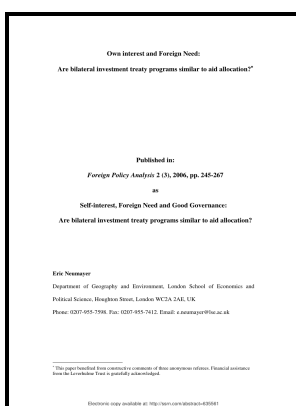 Own interest and Foreign Need:
Are bilateral investment treaty programs similar to aid allocation?*
Published in:
Foreign Policy Analysis 2 (3), 2006, pp. 245-267
as
Self-interest, Foreign Need and Good Governance:
Are bilateral investment treaty programs similar to aid allocation?
Eric Neumayer
Department of Geography and Environment, London School of Economics and
Political Science, Houghton Street, London WC2A 2AE, UK
Phone: 0207-955-7598. Fax: 0207-955-7412. Email: e.neumayer@lse.ac.uk
* This paper benefited from constructive comments of three anonymous referees. Financial assistance
from the Leverhulme Trust is gratefully acknowledged.
Electronic copy available at: http://ssrn.com/abstract=635561